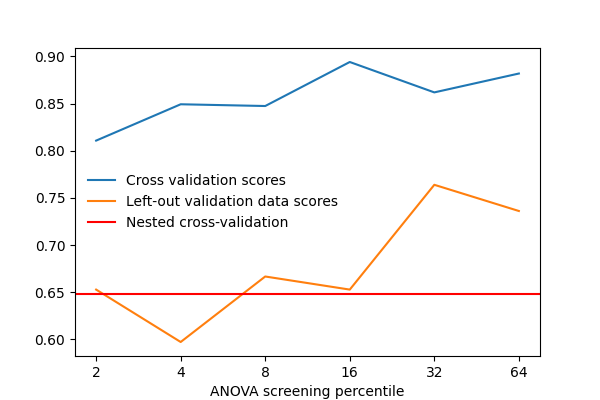 0.90
0.85
0.80
0.75
0.70
0.65
0.60
Cross validation scores
Left-out validation data scores
Nested cross-validation
2 4 8 16 32 64
ANOVA screening percentile